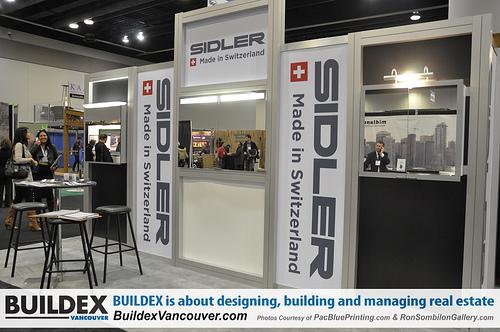 SIDLER
Made in Switzerland
SIDLER
Made in Switzerland
SIDLER
Made in Switzerland
KA
BUILDEX
VANCOUVER
BUILDEX is about designing, building and managing real estate
BuildexVancouver.com
Photos Courtesy of PacBluePrinting.com & RonSombilonGallery.com